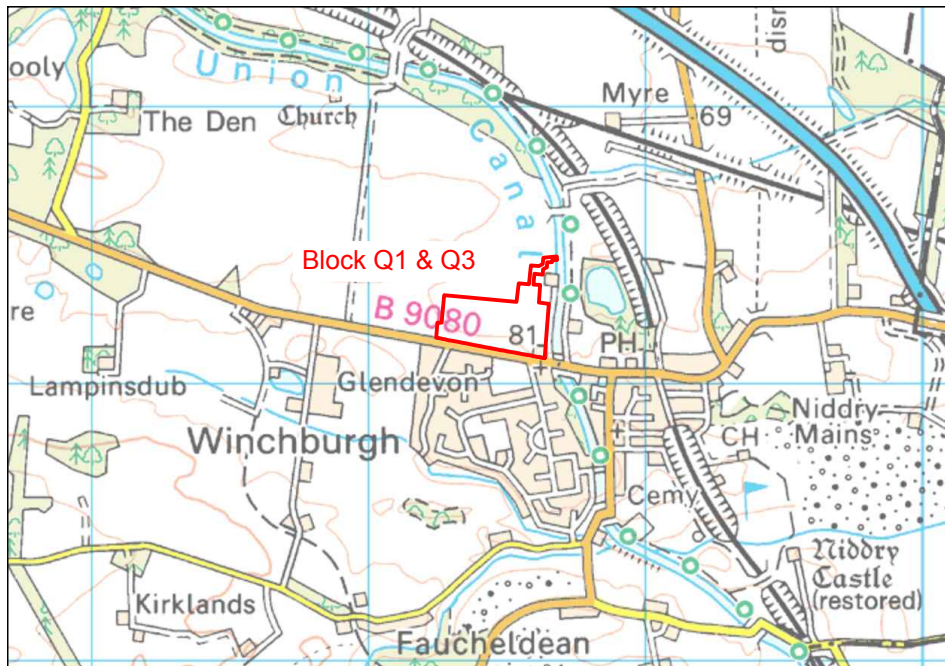 disr
ooly
Union
Canal
Myre
The Den
Church
69
Block Q1 & Q3
B 9080
81
re
PH
Lampinsdub
Glendevon
Niddry
Mains
Winchburgh
CH
Cemy
Niddry
Castle
(restored)
Kirklands
Faucheldean